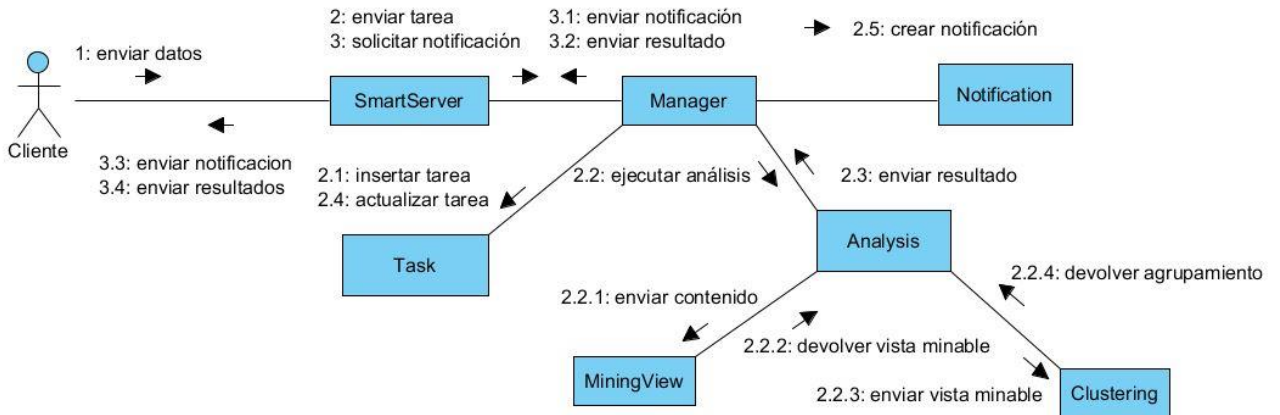 1: enviar datos
2: enviar tarea
3: solicitar notificación
3.1: enviar notificación
3.2: enviar resultado
2.5: crear notificación
SmartServer
Manager
Notification
Cliente
3.3: enviar notificacion
3.4: enviar resultados
2.1: insertar tarea
2.4: actualizar tarea
2.2: ejecutar análisis
2.3: enviar resultado
Task
Analysis
2.2.1: enviar contenido
2.2.4: devolver agrupamiento
2.2.2: devolver vista minable
MiningView
2.2.3: enviar vista minable
Clustering